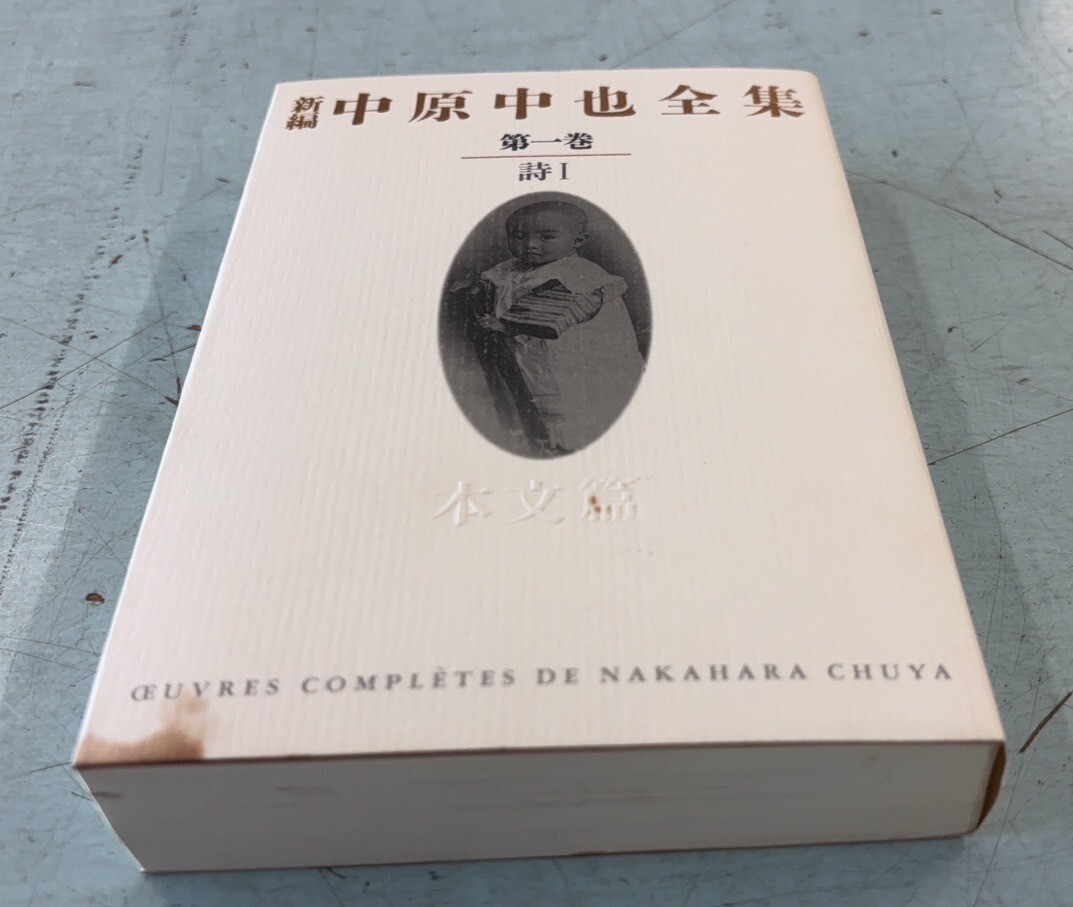 新編 中原中也全集
第一巻
詩I
本文篇
ŒUVRES COMPLÈTES DE NAKAHARA CHUYA